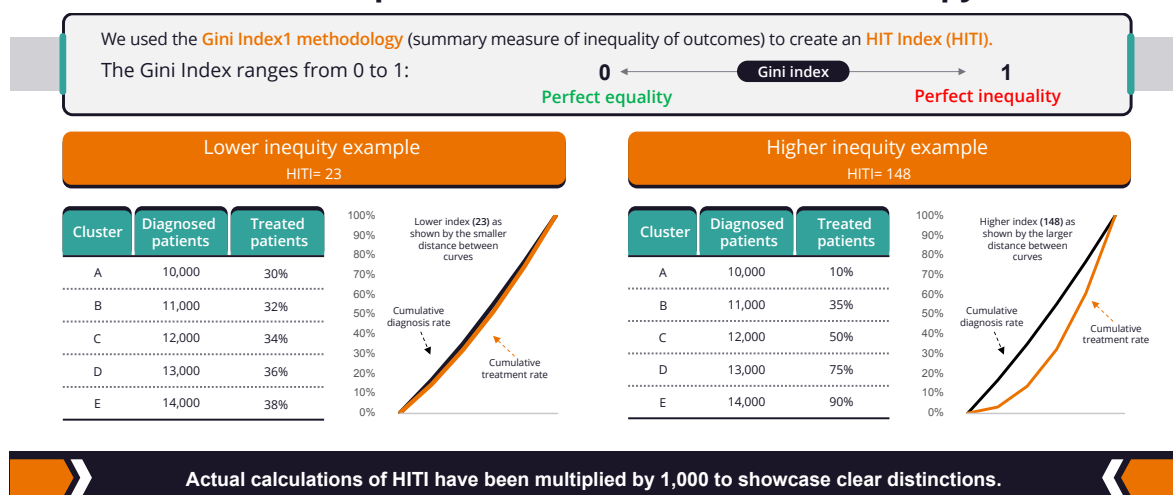 We used the Gini Index1 methodology (summary measure of inequality of outcomes) to create an HIT Index (HITI).
The Gini Index ranges from 0 to 1:
0 Gini index 1
Perfect equality Perfect inequality
Lower inequity example
HITI= 23
Cluster Diagnosed patients Treated patients
A 10,000 30%
B 11,000 32%
C 12,000 34%
D 13,000 36%
E 14,000 38%
100%
90%
80%
70%
60%
50%
40%
30%
20%
10%
0%
Lower index (23) as
shown by the smaller
distance between
curves
Cumulative
diagnosis rate
Cumulative
treatment rate
Higher inequity example
HITI= 148
Cluster Diagnosed patients Treated patients
A 10,000 10%
B 11,000 35%
C 12,000 50%
D 13,000 75%
E 14,000 90%
100%
90%
80%
70%
60%
50%
40%
30%
20%
10%
0%
Higher index (148) as
shown by the larger
distance between
curves
Cumulative
diagnosis rate
Cumulative
treatment rate
Actual calculations of HITI have been multiplied by 1,000 to showcase clear distinctions.